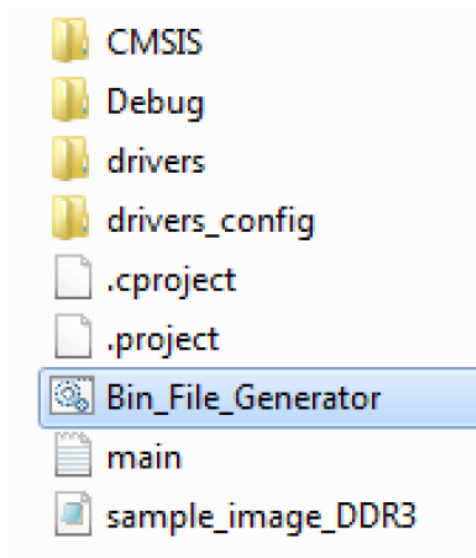 CMSIS
Debug
drivers
drivers_config
.cproject
.project
Bin_File_Generator
main
sample_image_DDR3